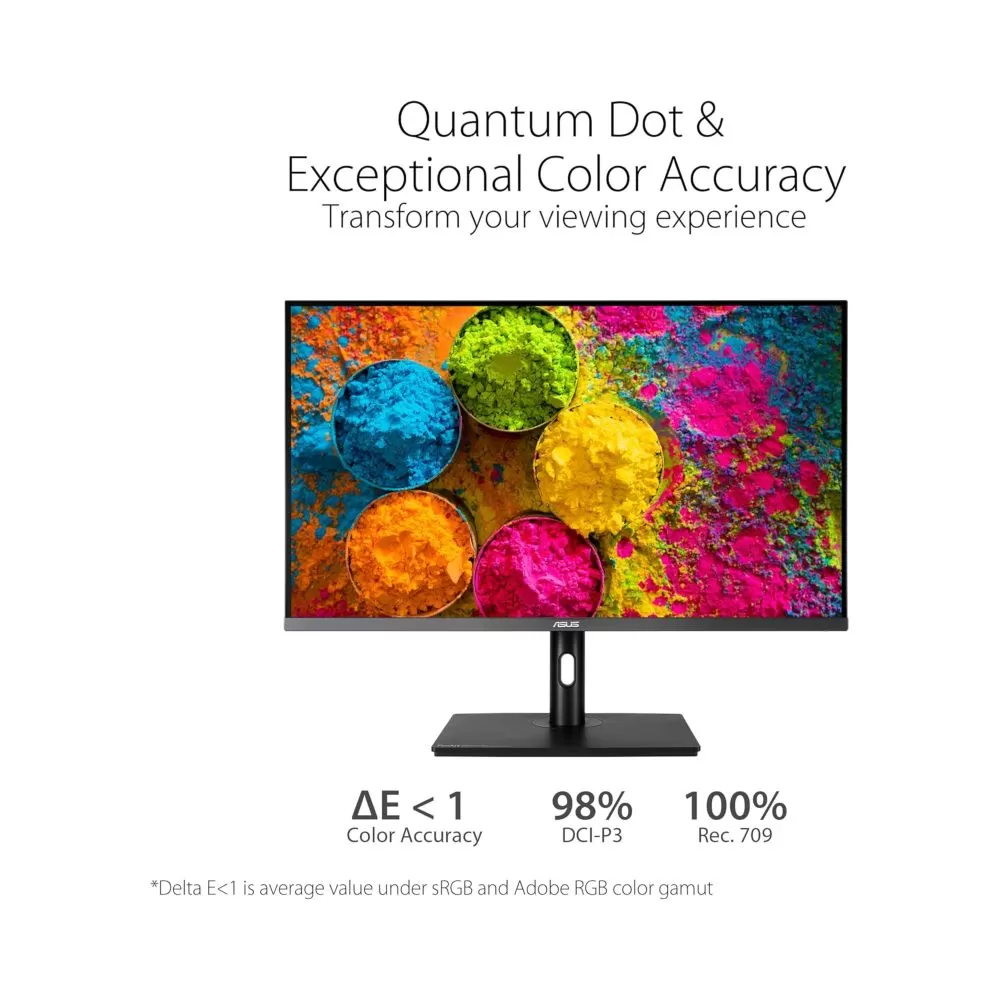 Quantum Dot &
Exceptional Color Accuracy
Transform your viewing experience
ASUS
ΔE < 1
Color Accuracy
98%
DCI-P3
100%
Rec. 709
*Delta E<1 is average value under sRGB and Adobe RGB color gamut